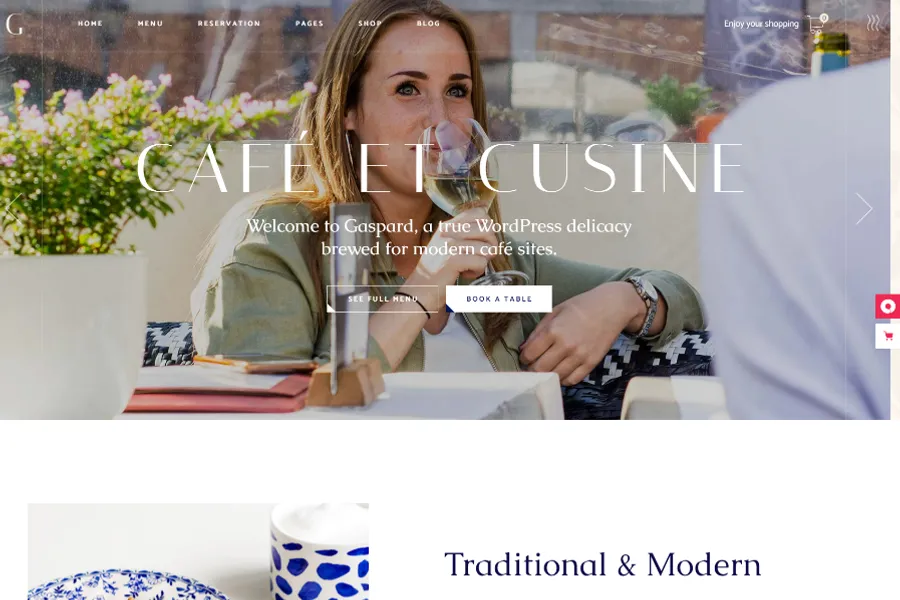 G
HOME MENU RESERVATION PAGES SHOP BLOG
Enjoy your shopping 0
CAFÉ ET CUSINE
Welcome to Gaspard, a true WordPress delicacy
brewed for modern café sites.
SEE FULL MENU BOOK A TABLE
Traditional & Modern